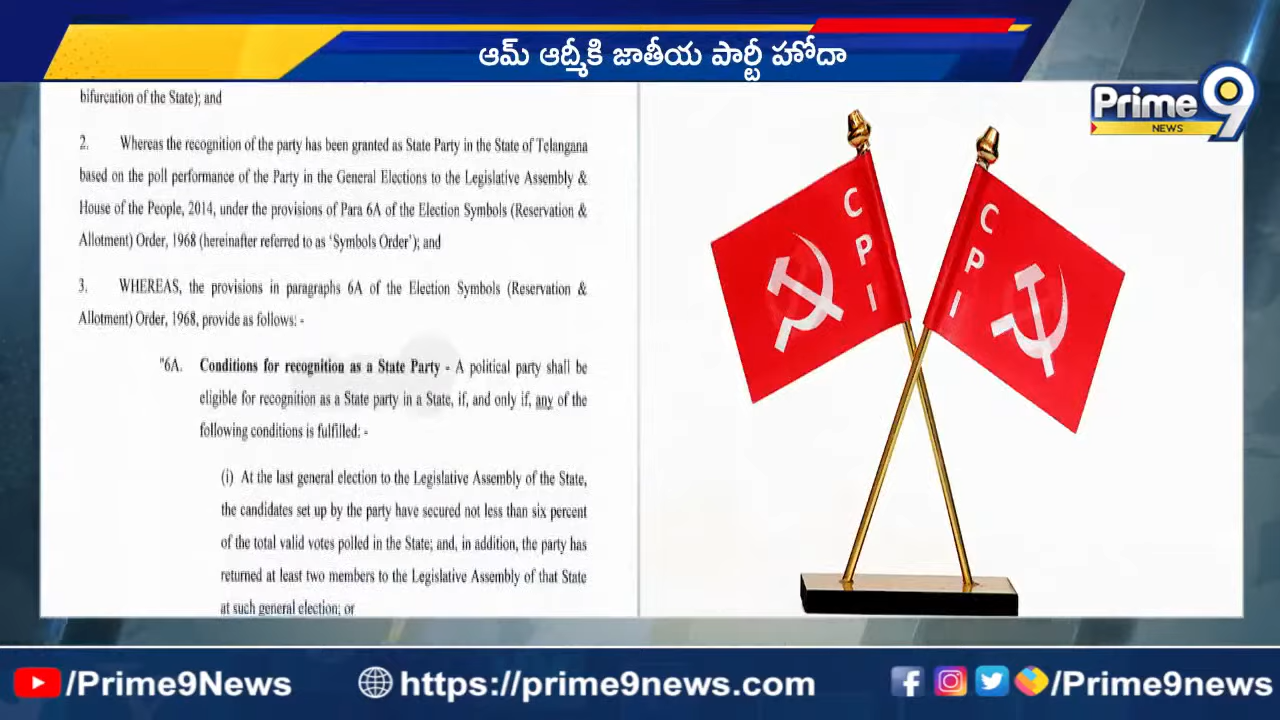 ఆమ్ ఆద్మీకి జాతీయ పార్టీ హోదా
Prime 9
NEWS
bifurcation of the State); and
2. Whereas the recognition of the party has been granted as State Party in the State of Telangana
based on the poll performance of the Party in the General Elections to the Legislative Assembly &
House of the People, 2014, under the provisions of Para 6A of the Election Symbols (Reservation &
Allotment) Order, 1968 (hereinafter referred to as 'Symbols Order'); and
3. WHEREAS, the provisions in paragraphs 6A of the Election Symbols (Reservation &
Allotment) Order, 1968, provide as follows: -
"6A. Conditions for recognition as a State Party - A political party shall be
eligible for recognition as a State party in a State, if, and only if, any of the
following conditions is fulfilled: -
(i) At the last general election to the Legislative Assembly of the State,
the candidates set up by the party have secured not less than six percent
of the total valid votes polled in the State; and, in addition, the party has
returned at least two members to the Legislative Assembly of that State
at such general election; or
CPI
CPI
/Prime9News
https://prime9news.com
/Prime9news